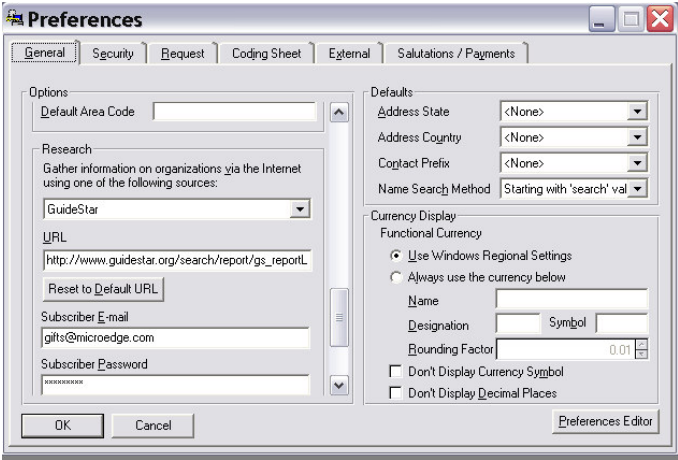 Preferences
General Security Request Coding Sheet External Salutations / Payments
Options
Default Area Code
Research
Gather information on organizations via the Internet
using one of the following sources:
GuideStar
URL
http://www.guidestar.org/search/report/gs_reportL
Reset to Default URL
Subscriber E-mail
gifts@microedge.com
Subscriber Password
*********
Defaults
Address State <None>
Address Country <None>
Contact Prefix <None>
Name Search Method Starting with 'search' val
Currency Display
Functional Currency
Use Windows Regional Settings
Always use the currency below
Name
Designation Symbol
Rounding Factor 0.01
Don't Display Currency Symbol
Don't Display Decimal Places
OK Cancel Preferences Editor